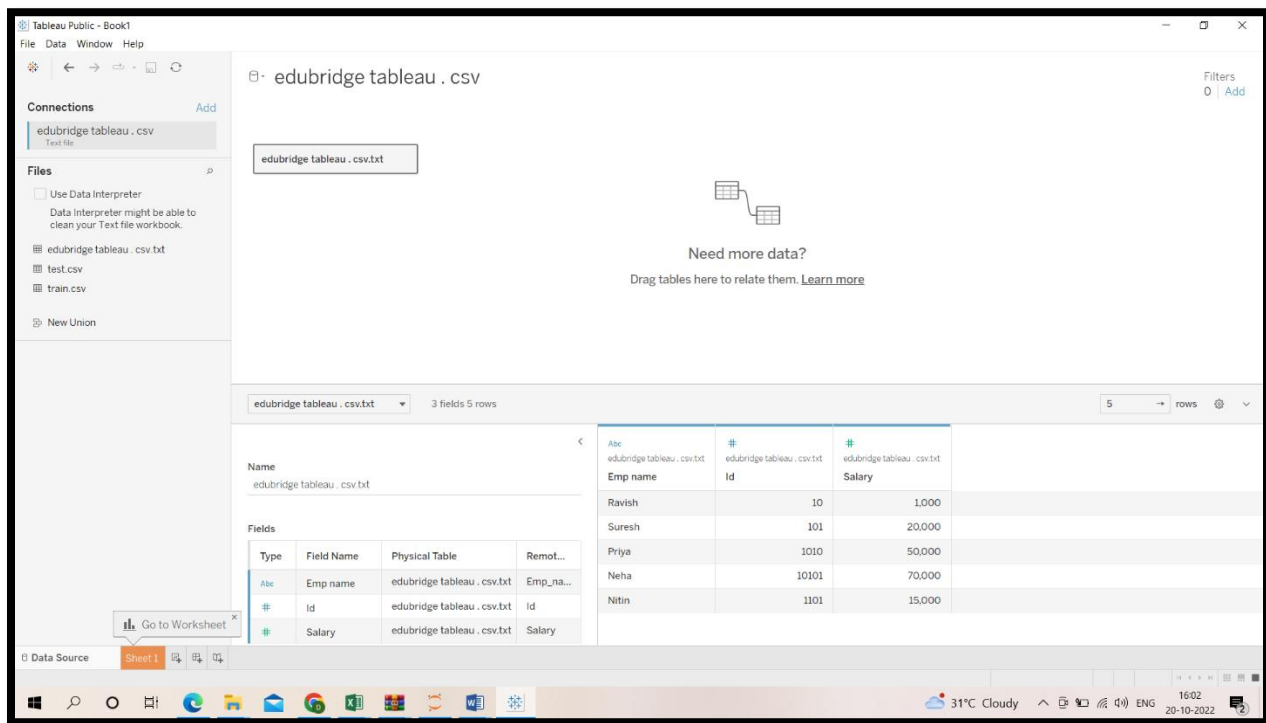 Tableau Public - Book1
File Data Window Help
Connections
Add
edubridge tableau . csv
Text file
Files
Use Data Interpreter
Data Interpreter might be able to
clean your Text file workbook.
edubridge tableau . csv.txt
test.csv
train.csv
New Union
edubridge tableau . csv
Filters
0 Add
edubridge tableau . csv.txt
Need more data?
Drag tables here to relate them. Learn more
edubridge tableau . csv.txt 3 fields 5 rows
5 → rows
Name
edubridge tableau . csv.txt
Fields
Type Field Name Physical Table Remot...
Abc Emp name edubridge tableau . csv.txt Emp_na...
# Id edubridge tableau . csv.txt Id
# Salary edubridge tableau . csv.txt Salary
Abc # #
edubridge tableau . csv.txt edubridge tableau . csv.txt edubridge tableau . csv.txt
Emp name Id Salary
Ravish 10 1,000
Suresh 101 20,000
Priya 1010 50,000
Neha 10101 70,000
Nitin 1101 15,000
Go to Worksheet
Data Source Sheet 1
31°C Cloudy ENG 16:02
20-10-2022
2